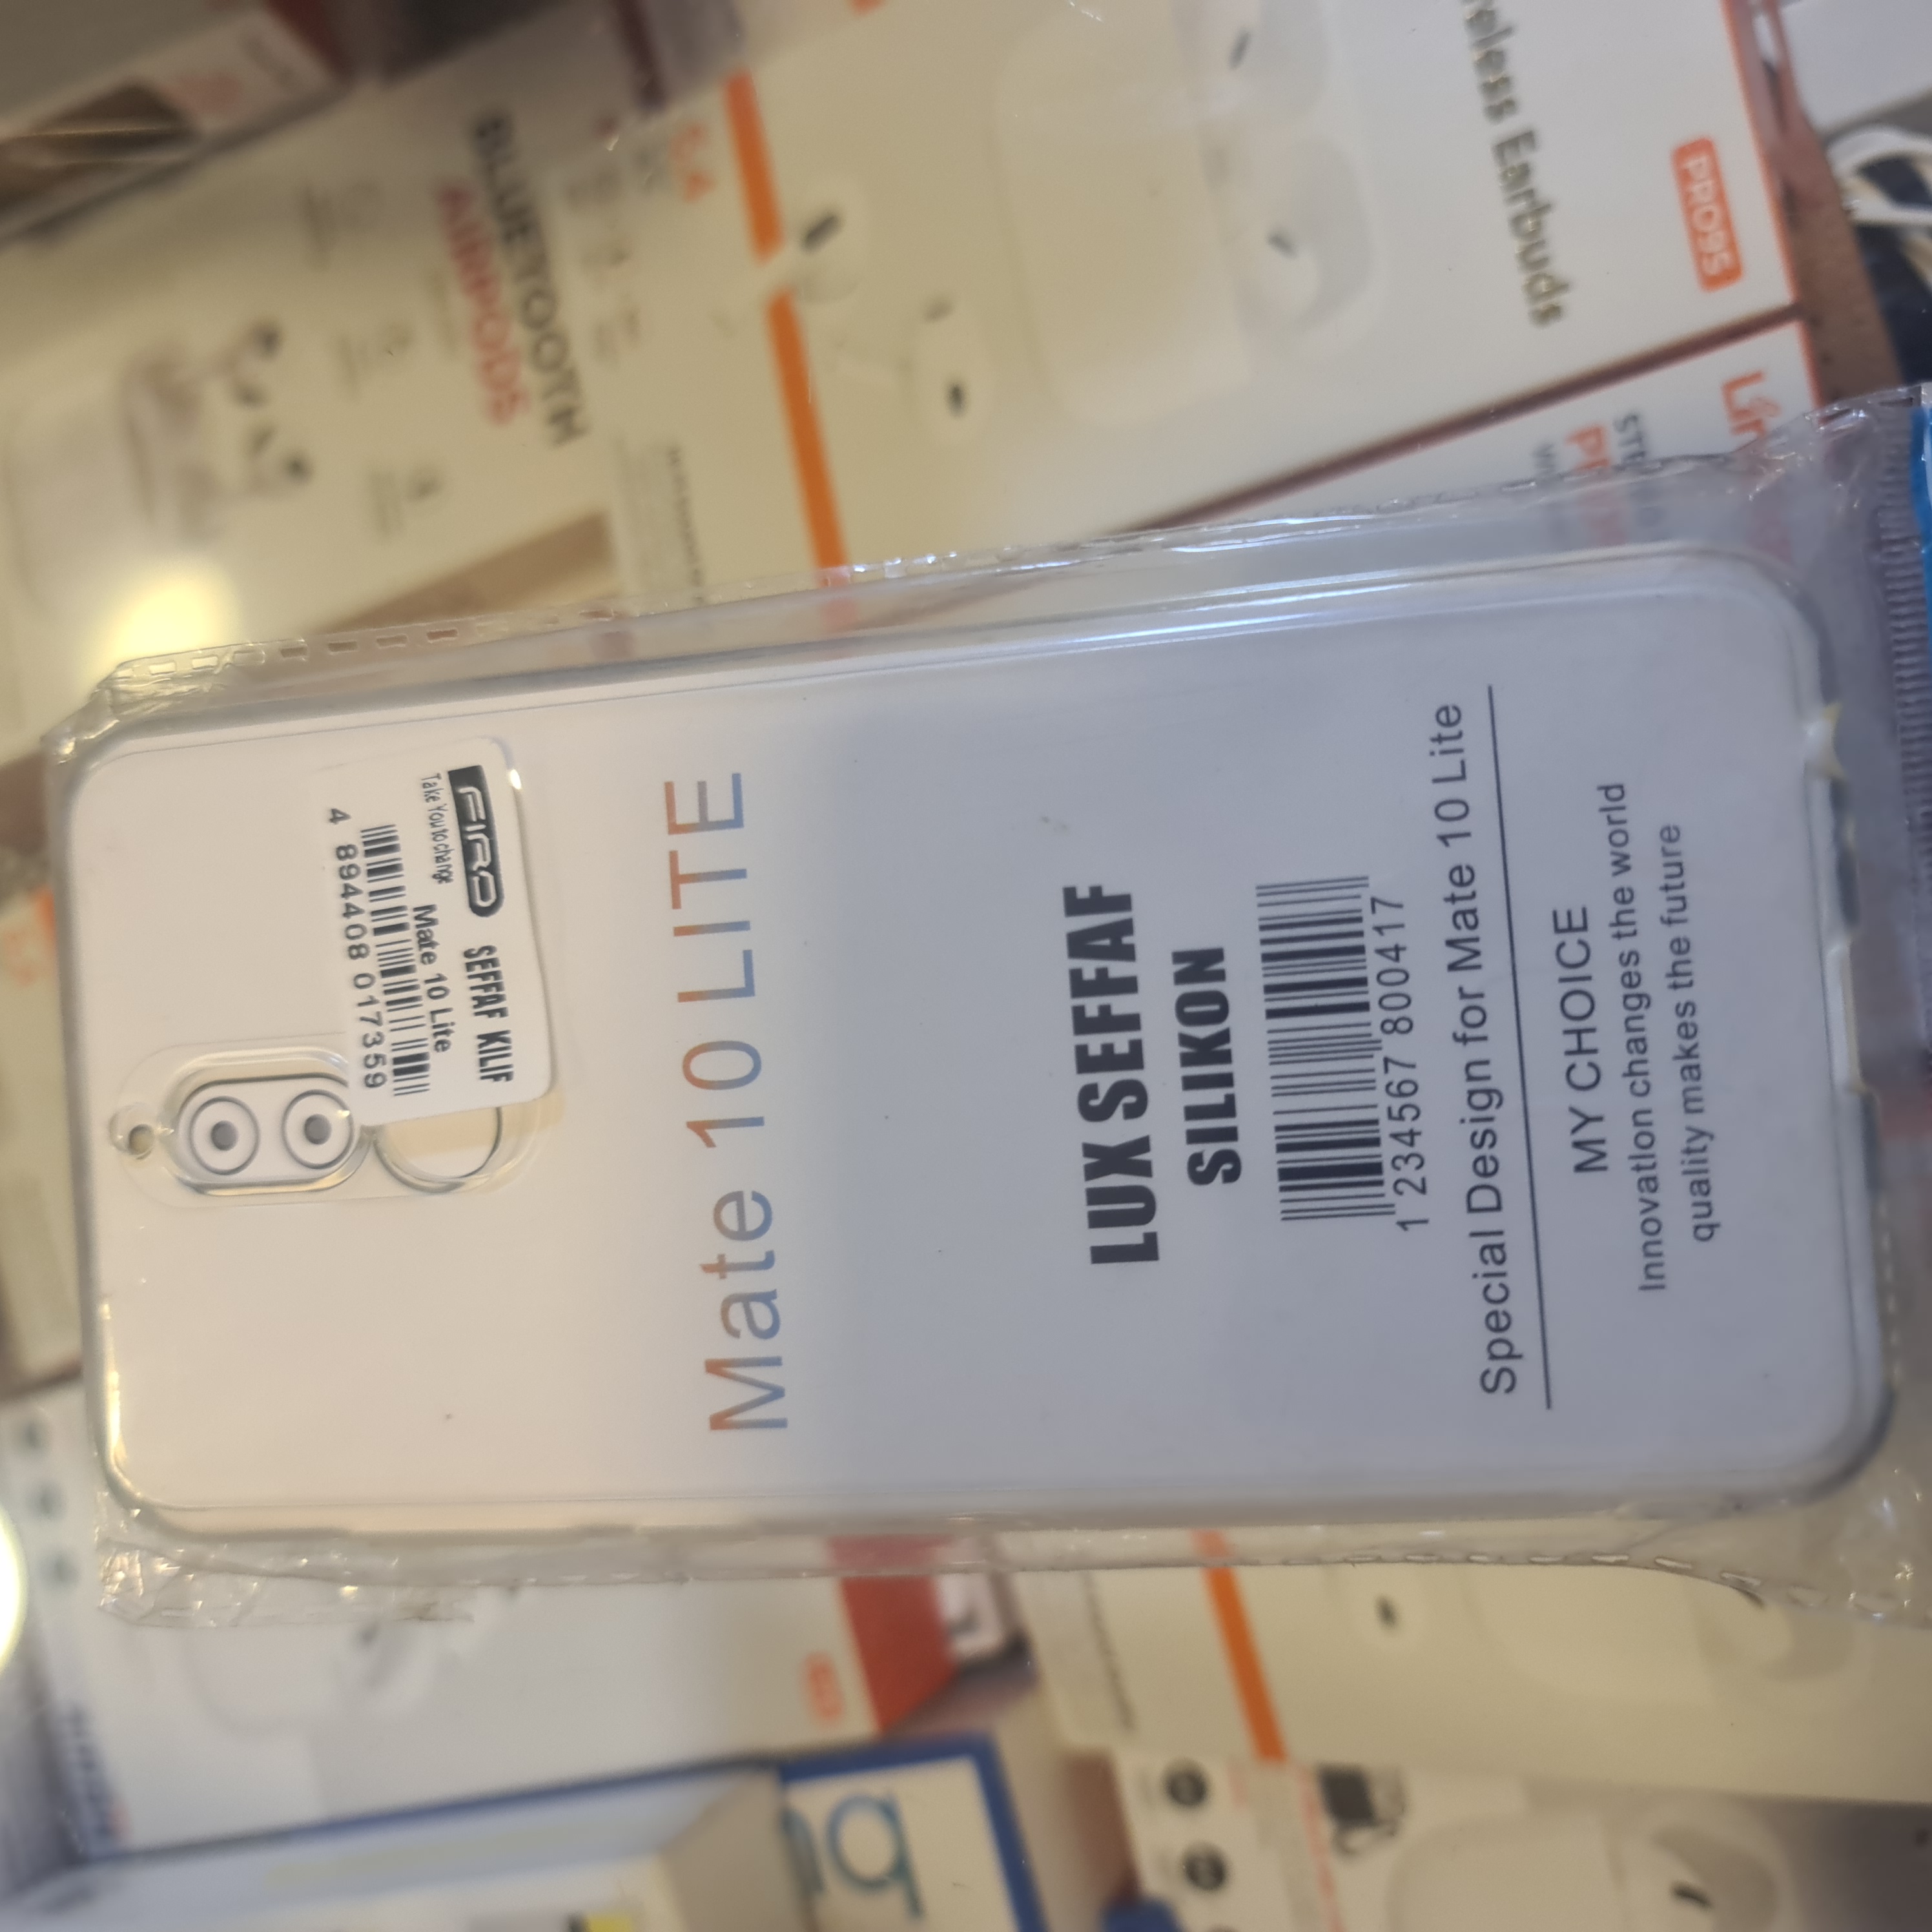 FIRD
SEFFAF KILIF
Take You to change
Mate 10 Lite
4 894408 017359
Mate 10 LITE
LUX SEFFAF
SILIKON
1 234567 800417
Special Design for Mate 10 Lite
MY CHOICE
Innovation changes the world
quality makes the future
BLUETOOTH
AIRPODS
Earbuds
PRO9S